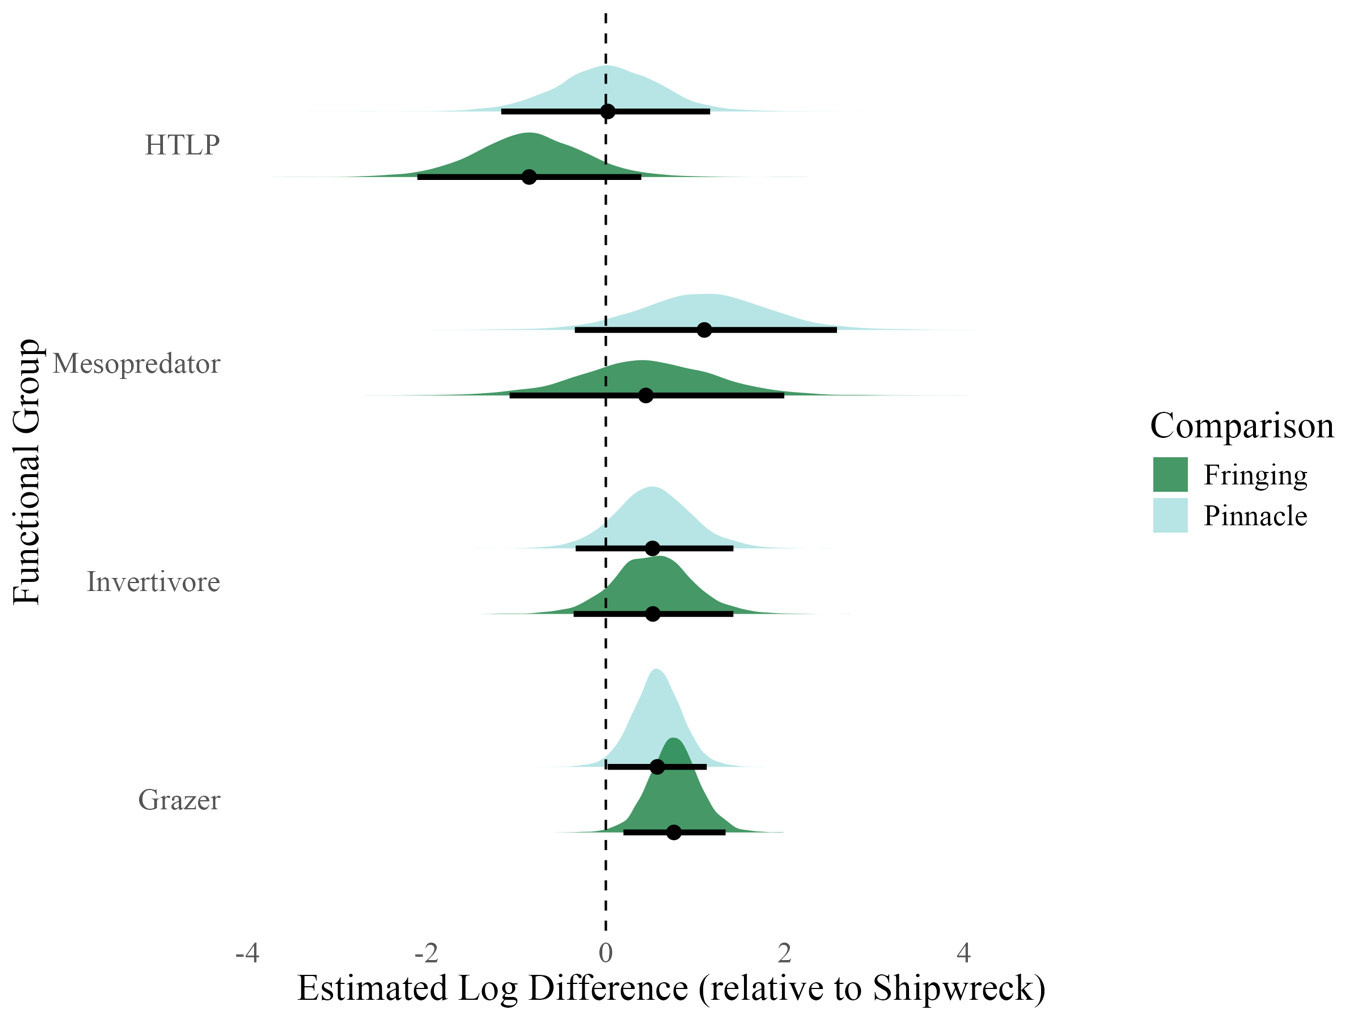 HTLP
Mesopredator
Invertivore
Grazer
Functional Group
-4 -2 0 2 4
Estimated Log Difference (relative to Shipwreck)
Comparison
Fringing
Pinnacle